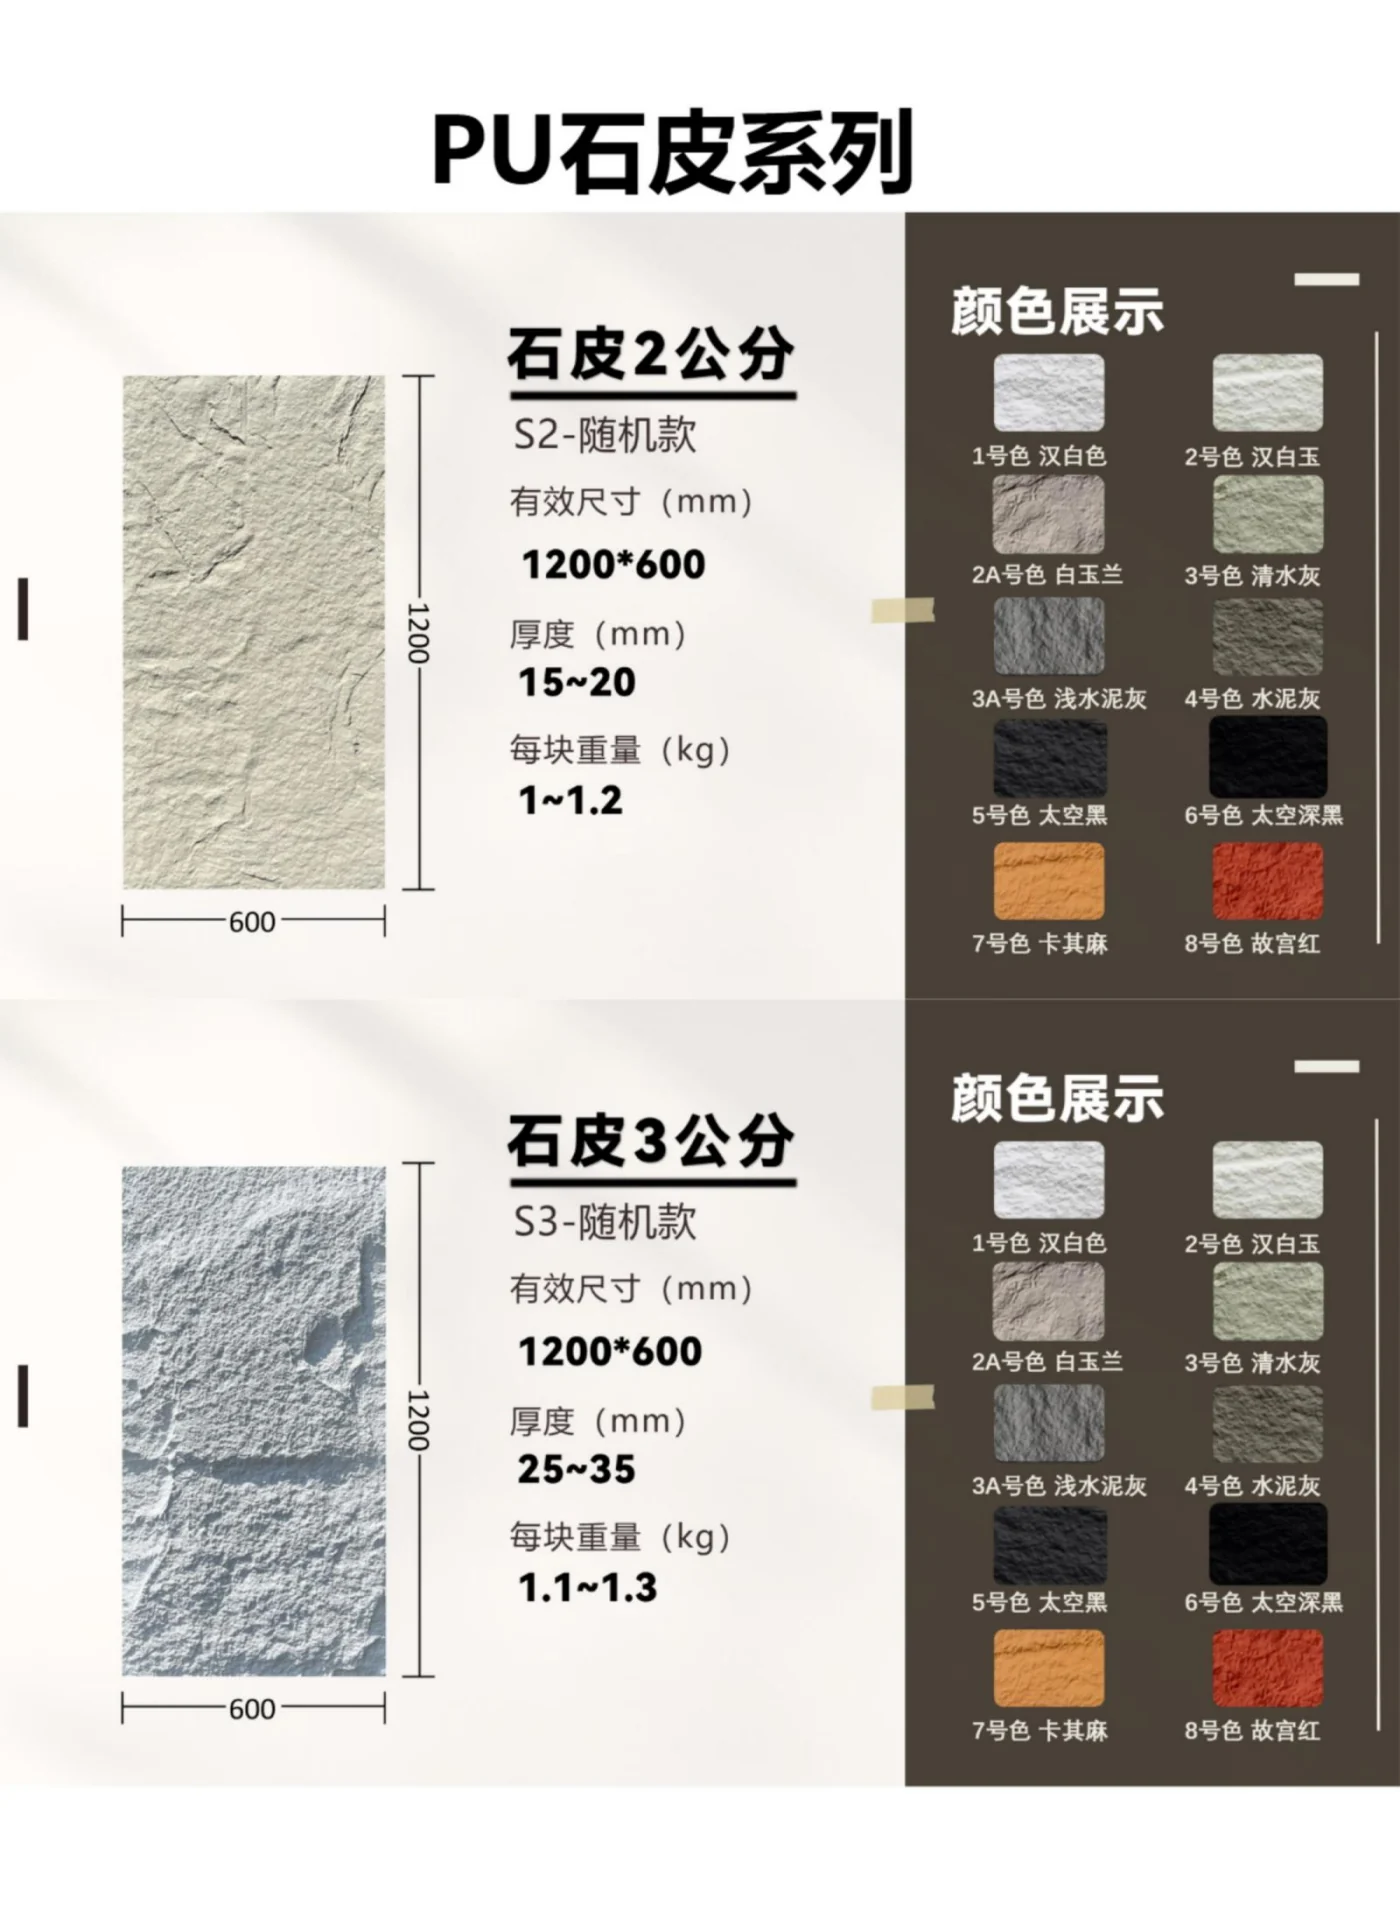 PU石皮系列
石皮2公分
S2-随机款
有效尺寸（mm）
1200*600
厚度（mm）
15~20
每块重量（kg）
1~1.2
1200
600
颜色展示
1号色 汉白色
2号色 汉白玉
2A号色 白玉兰
3号色 清水灰
3A号色 浅水泥灰
4号色 水泥灰
5号色 太空黑
6号色 太空深黑
7号色 卡其麻
8号色 故宫红
石皮3公分
S3-随机款
有效尺寸（mm）
1200*600
厚度（mm）
25~35
每块重量（kg）
1.1~1.3
1200
600
颜色展示
1号色 汉白色
2号色 汉白玉
2A号色 白玉兰
3号色 清水灰
3A号色 浅水泥灰
4号色 水泥灰
5号色 太空黑
6号色 太空深黑
7号色 卡其麻
8号色 故宫红